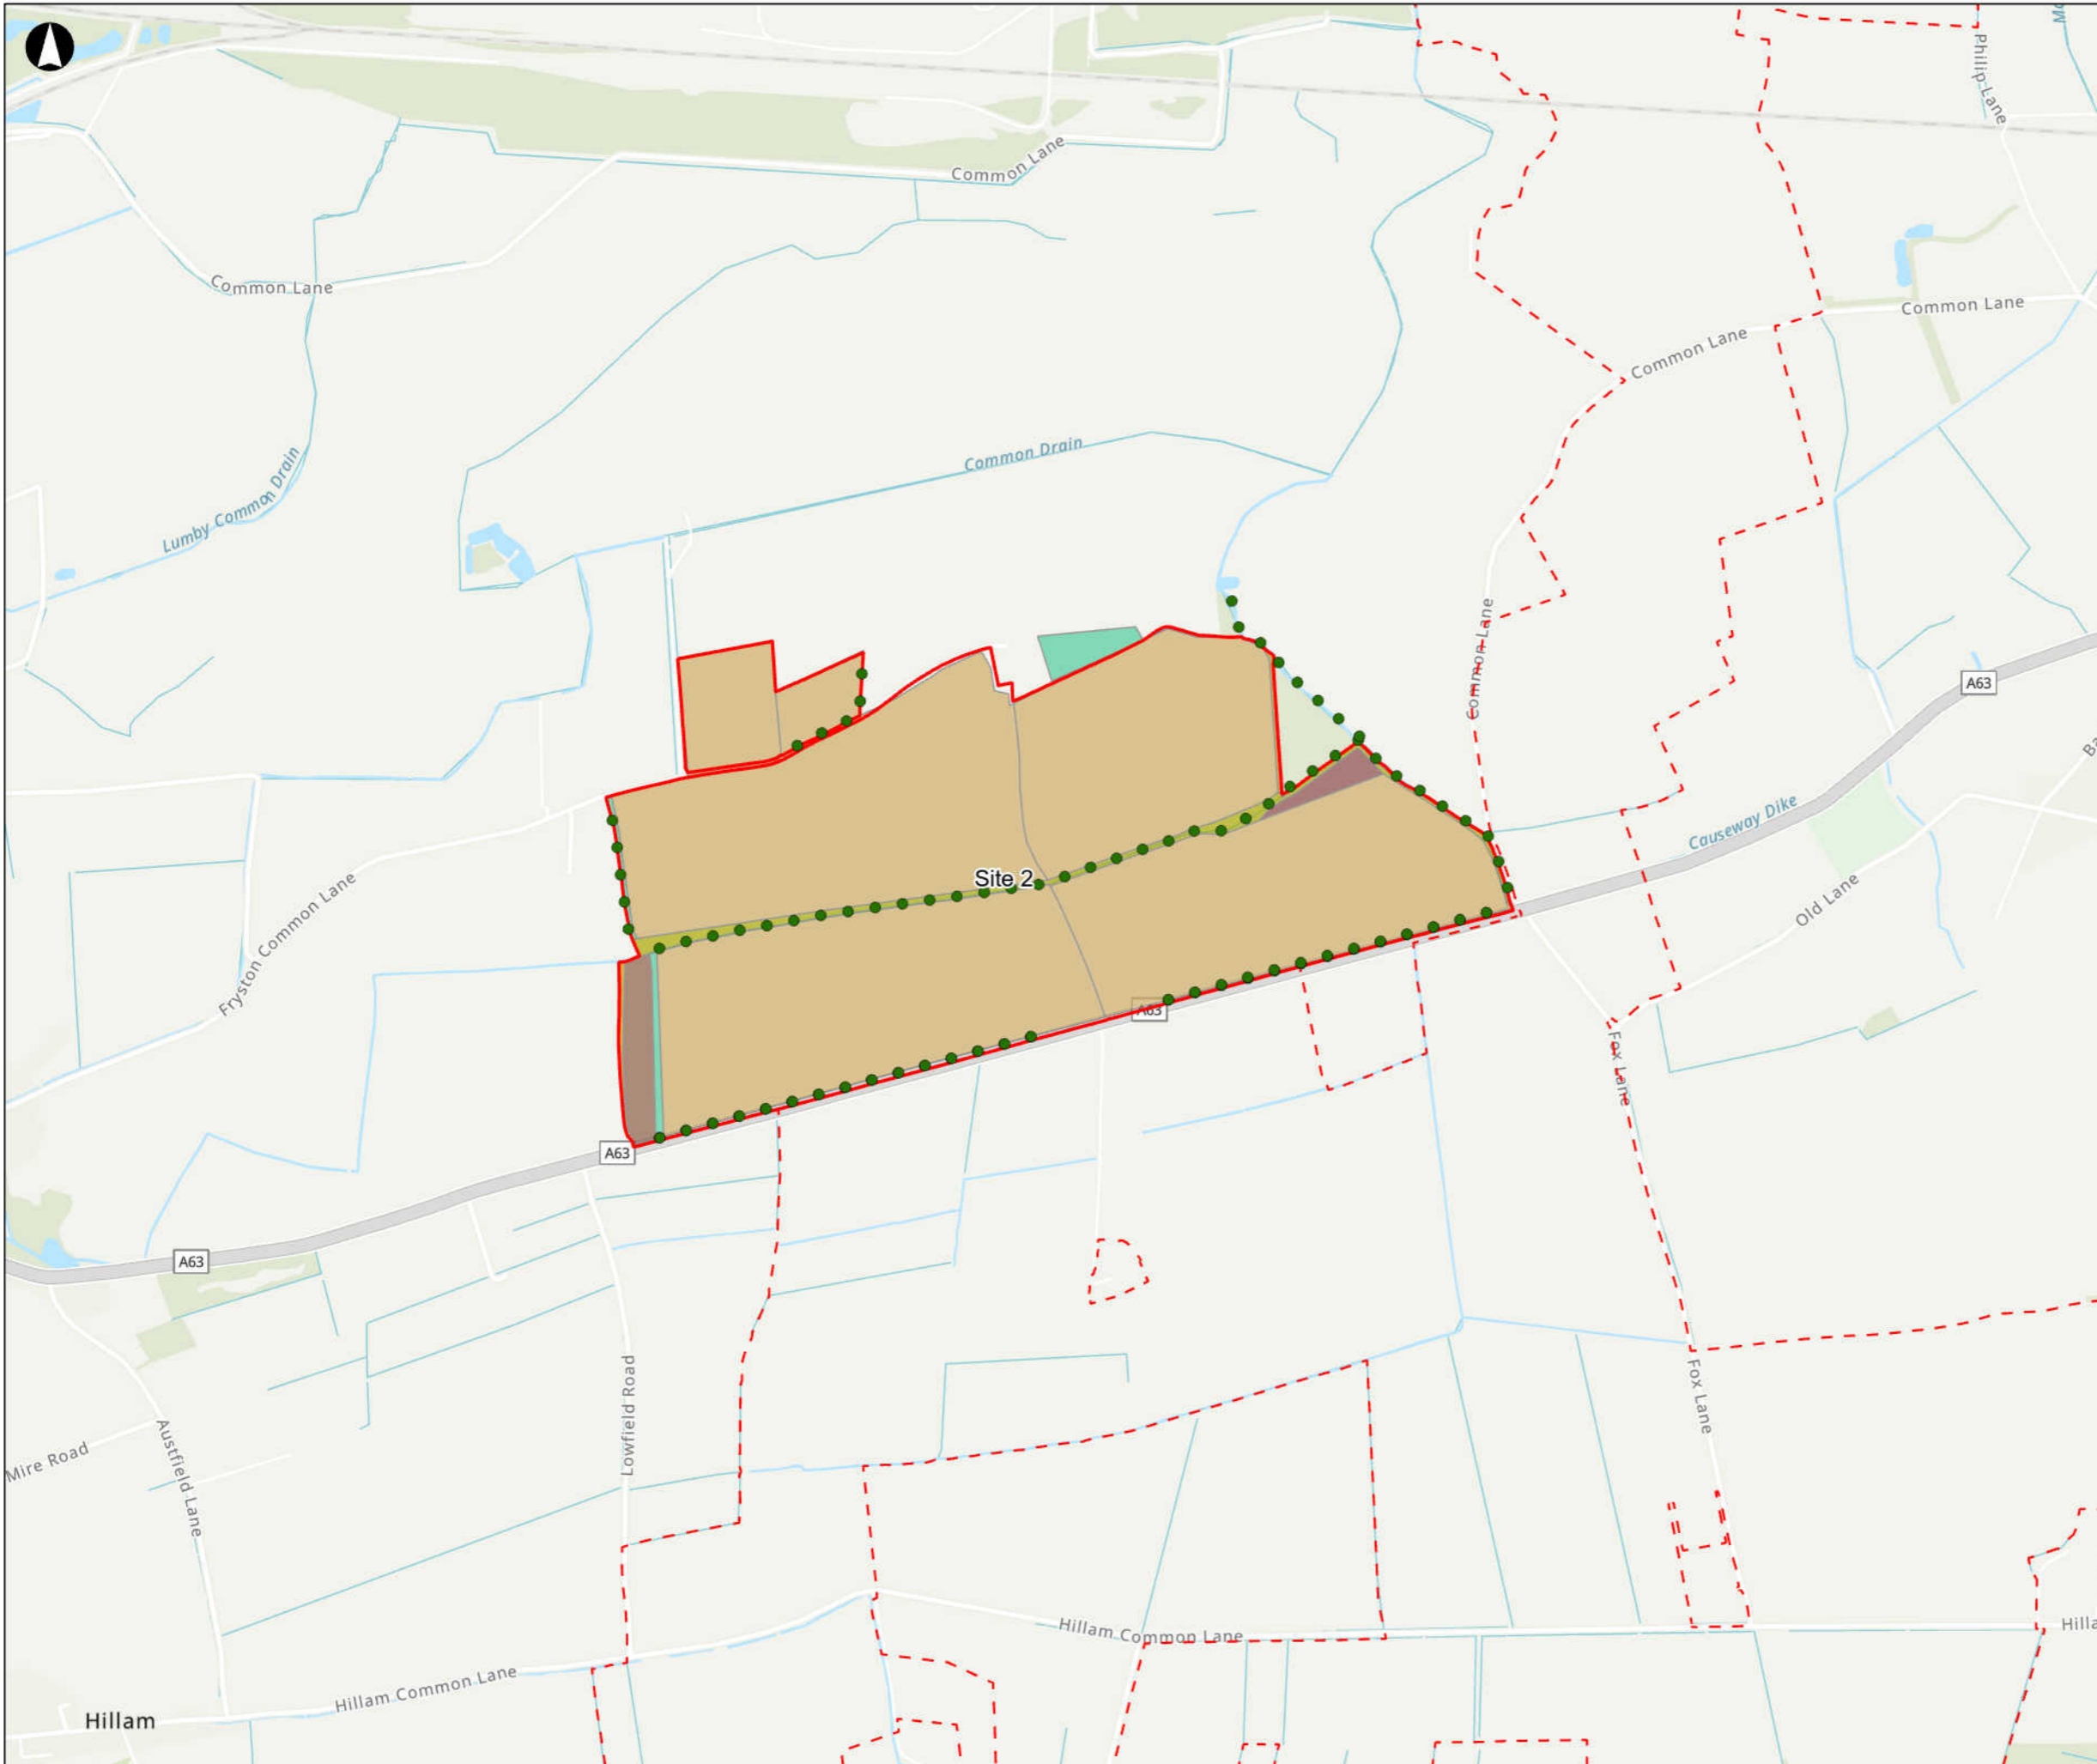 Philip Lane
Common Lane
Common Lane
Common Lane
Common Lane
Common Drain
Lumby Common Drain
Common Lane
A63
Causeway Dike
Site 2
Old Lane
Fryston Common Lane
A63
Fox Lane
A63
A63
Lowfield Road
Fox Lane
Austfield Lane
Mire Road
Hillam Common Lane
Hilla
Hillam Common Lane
Hillam